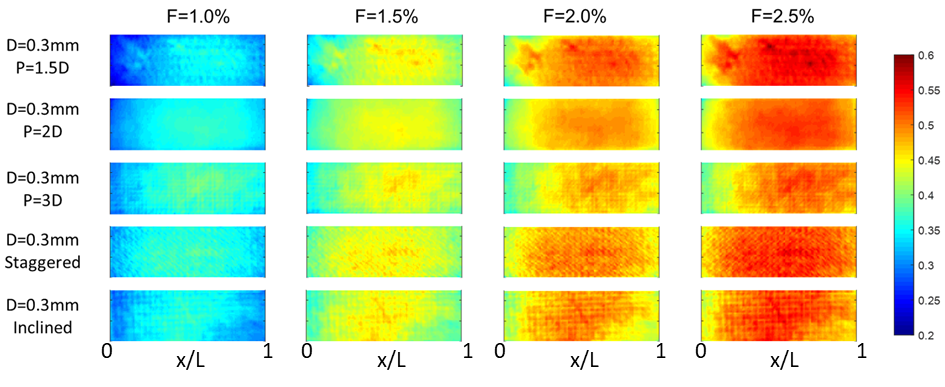 F=1.0% F=1.5% F=2.0% F=2.5%
D=0.3mm
P=1.5D
D=0.3mm
P=2D
D=0.3mm
P=3D
D=0.3mm
Staggered
D=0.3mm
Inclined
0 x/L 1 0 x/L 1 0 x/L 1 0 x/L 1
0.6
0.55
0.5
0.45
0.4
0.35
0.3
0.25
0.2